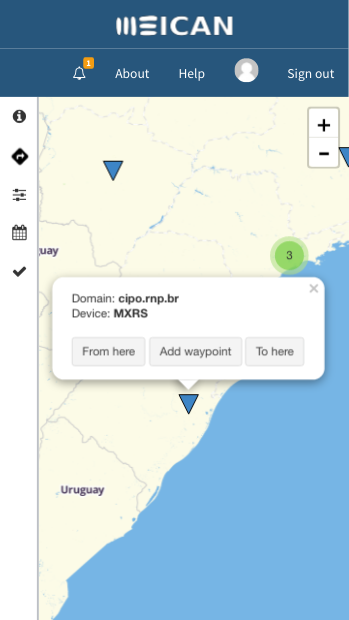 MEICAN
1
About Help Sign out
+
−
guay
3
×
Domain: cipo.rnp.br
Device: MXRS
From here Add waypoint To here
Uruguay